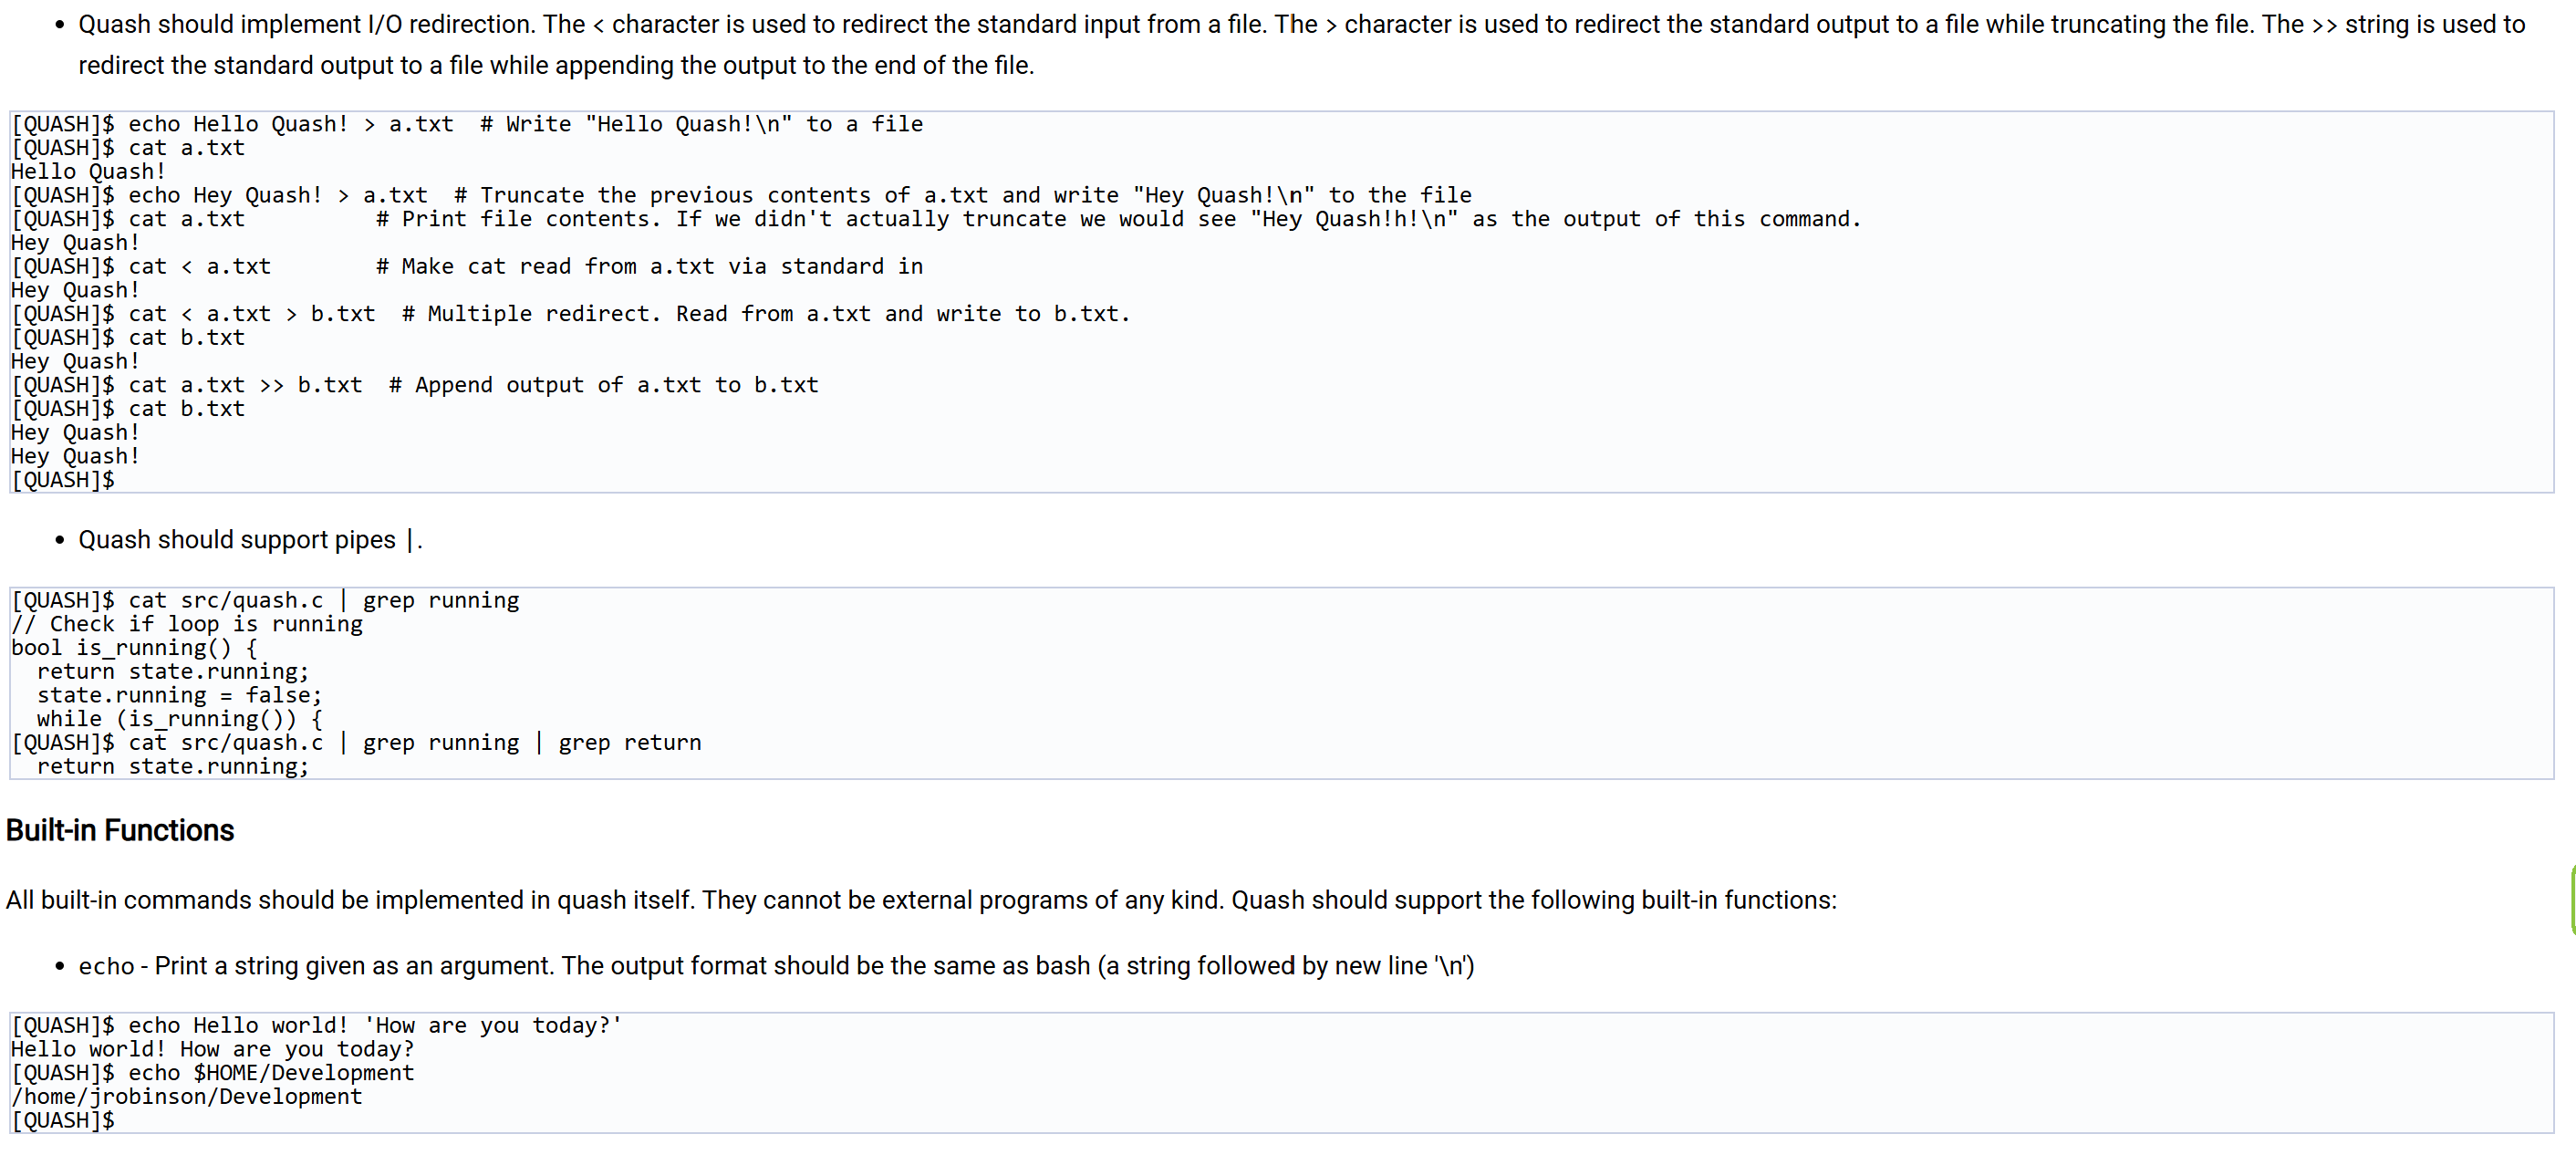 • Quash should implement I/O redirection. The < character is used to redirect the standard input from a file. The > character is used to redirect the standard output to a file while truncating the file. The >> string is used to
redirect the standard output to a file while appending the output to the end of the file.
[QUASH]$ echo Hello Quash! > a.txt  # Write "Hello Quash!\n" to a file
[QUASH]$ cat a.txt
Hello Quash!
[QUASH]$ echo Hey Quash! > a.txt  # Truncate the previous contents of a.txt and write "Hey Quash!\n" to the file
[QUASH]$ cat a.txt          # Print file contents. If we didn't actually truncate we would see "Hey Quash!h!\n" as the output of this command.
Hey Quash!
[QUASH]$ cat < a.txt        # Make cat read from a.txt via standard in
Hey Quash!
[QUASH]$ cat < a.txt > b.txt  # Multiple redirect. Read from a.txt and write to b.txt.
[QUASH]$ cat b.txt
Hey Quash!
[QUASH]$ cat a.txt >> b.txt  # Append output of a.txt to b.txt
[QUASH]$ cat b.txt
Hey Quash!
Hey Quash!
[QUASH]$
• Quash should support pipes |.
[QUASH]$ cat src/quash.c | grep running
// Check if loop is running
bool is_running() {
  return state.running;
  state.running = false;
  while (is_running()) {
[QUASH]$ cat src/quash.c | grep running | grep return
  return state.running;
Built-in Functions
All built-in commands should be implemented in quash itself. They cannot be external programs of any kind. Quash should support the following built-in functions:
• echo - Print a string given as an argument. The output format should be the same as bash (a string followed by new line '\n')
[QUASH]$ echo Hello world! 'How are you today?'
Hello world! How are you today?
[QUASH]$ echo $HOME/Development
/home/jrobinson/Development
[QUASH]$